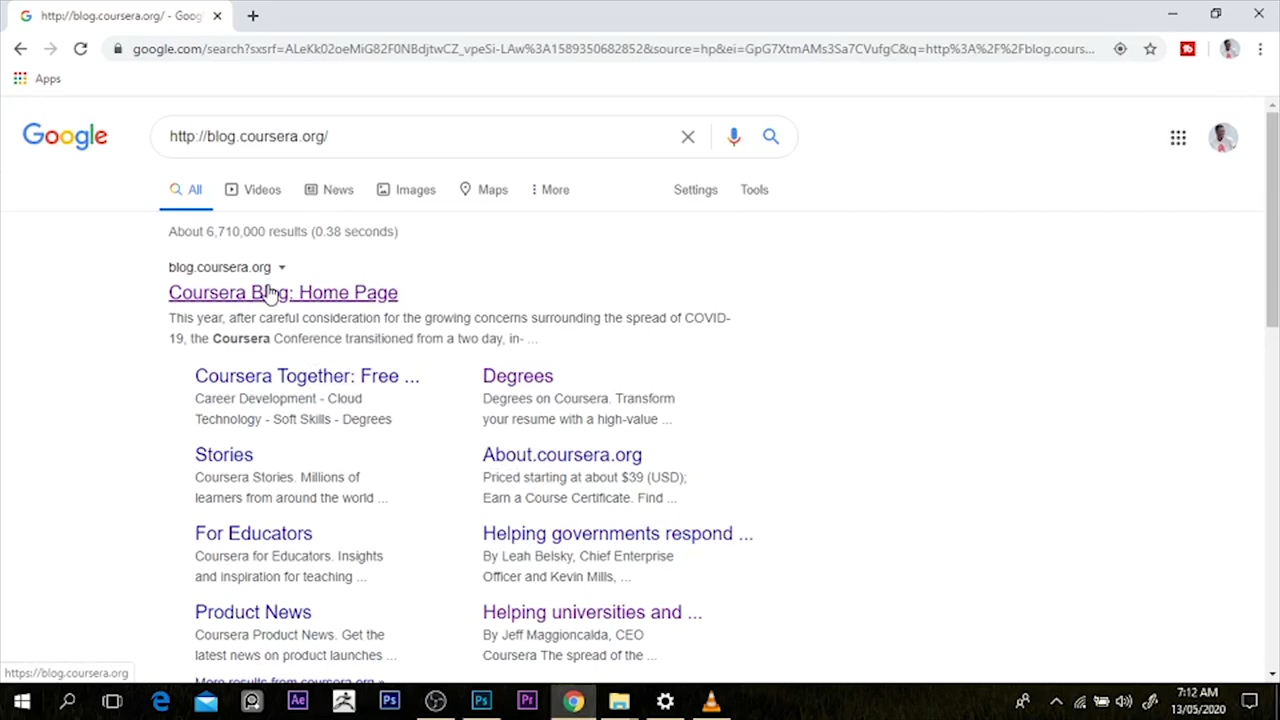 http://blog.coursera.org/ - Goog
google.com/search?sxsrf=ALeKk02oeMiG82F0NBdjtwCZ_vpeSi-LAw%3A1589350682852&source=hp&ei=GpG7XtmAMs3Sa7CVufgC&q=http%3A%2F%2Fblog.cours...
Apps
Google
http://blog.coursera.org/
All Videos News Images Maps More Settings Tools
About 6,710,000 results (0.38 seconds)
blog.coursera.org
Coursera Blog: Home Page
This year, after careful consideration for the growing concerns surrounding the spread of COVID-
19, the Coursera Conference transitioned from a two day, in- ...
Coursera Together: Free ...
Career Development - Cloud
Technology - Soft Skills - Degrees
Degrees
Degrees on Coursera. Transform
your resume with a high-value ...
Stories
Coursera Stories. Millions of
learners from around the world ...
About.coursera.org
Priced starting at about $39 (USD);
Earn a Course Certificate. Find ...
For Educators
Coursera for Educators. Insights
and inspiration for teaching ...
Helping governments respond ...
By Leah Belsky, Chief Enterprise
Officer and Kevin Mills, ...
Product News
Coursera Product News. Get the
latest news on product launches ...
Helping universities and ...
By Jeff Maggioncalda, CEO
Coursera The spread of the ...
More results from coursera.org »
https://blog.coursera.org
Ae
Ps
Ps
Pr
7:12 AM
13/05/2020